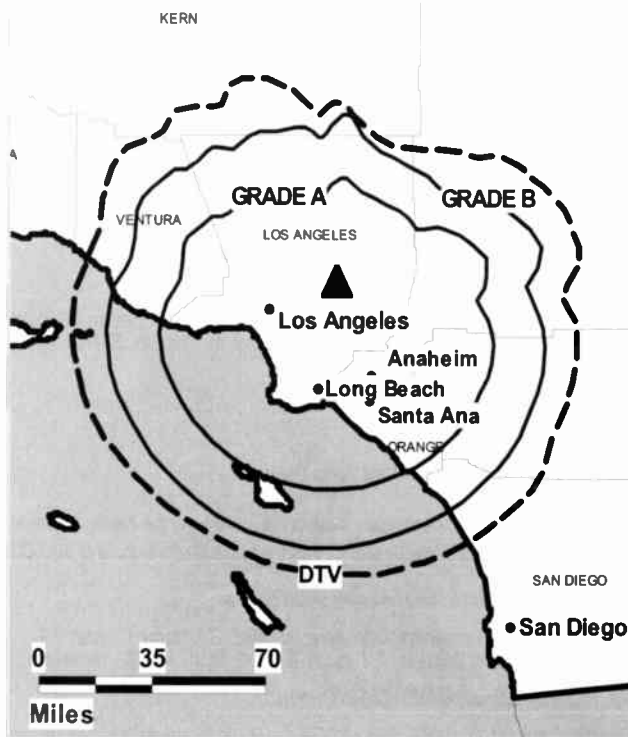 KERN
A
GRADE A
GRADE B
VENTURA
LOS ANGELES
Los Angeles
Anaheim
Long Beach
Santa Ana
ORANGE
DTV
SAN DIEGO
San Diego
0 35 70
Miles